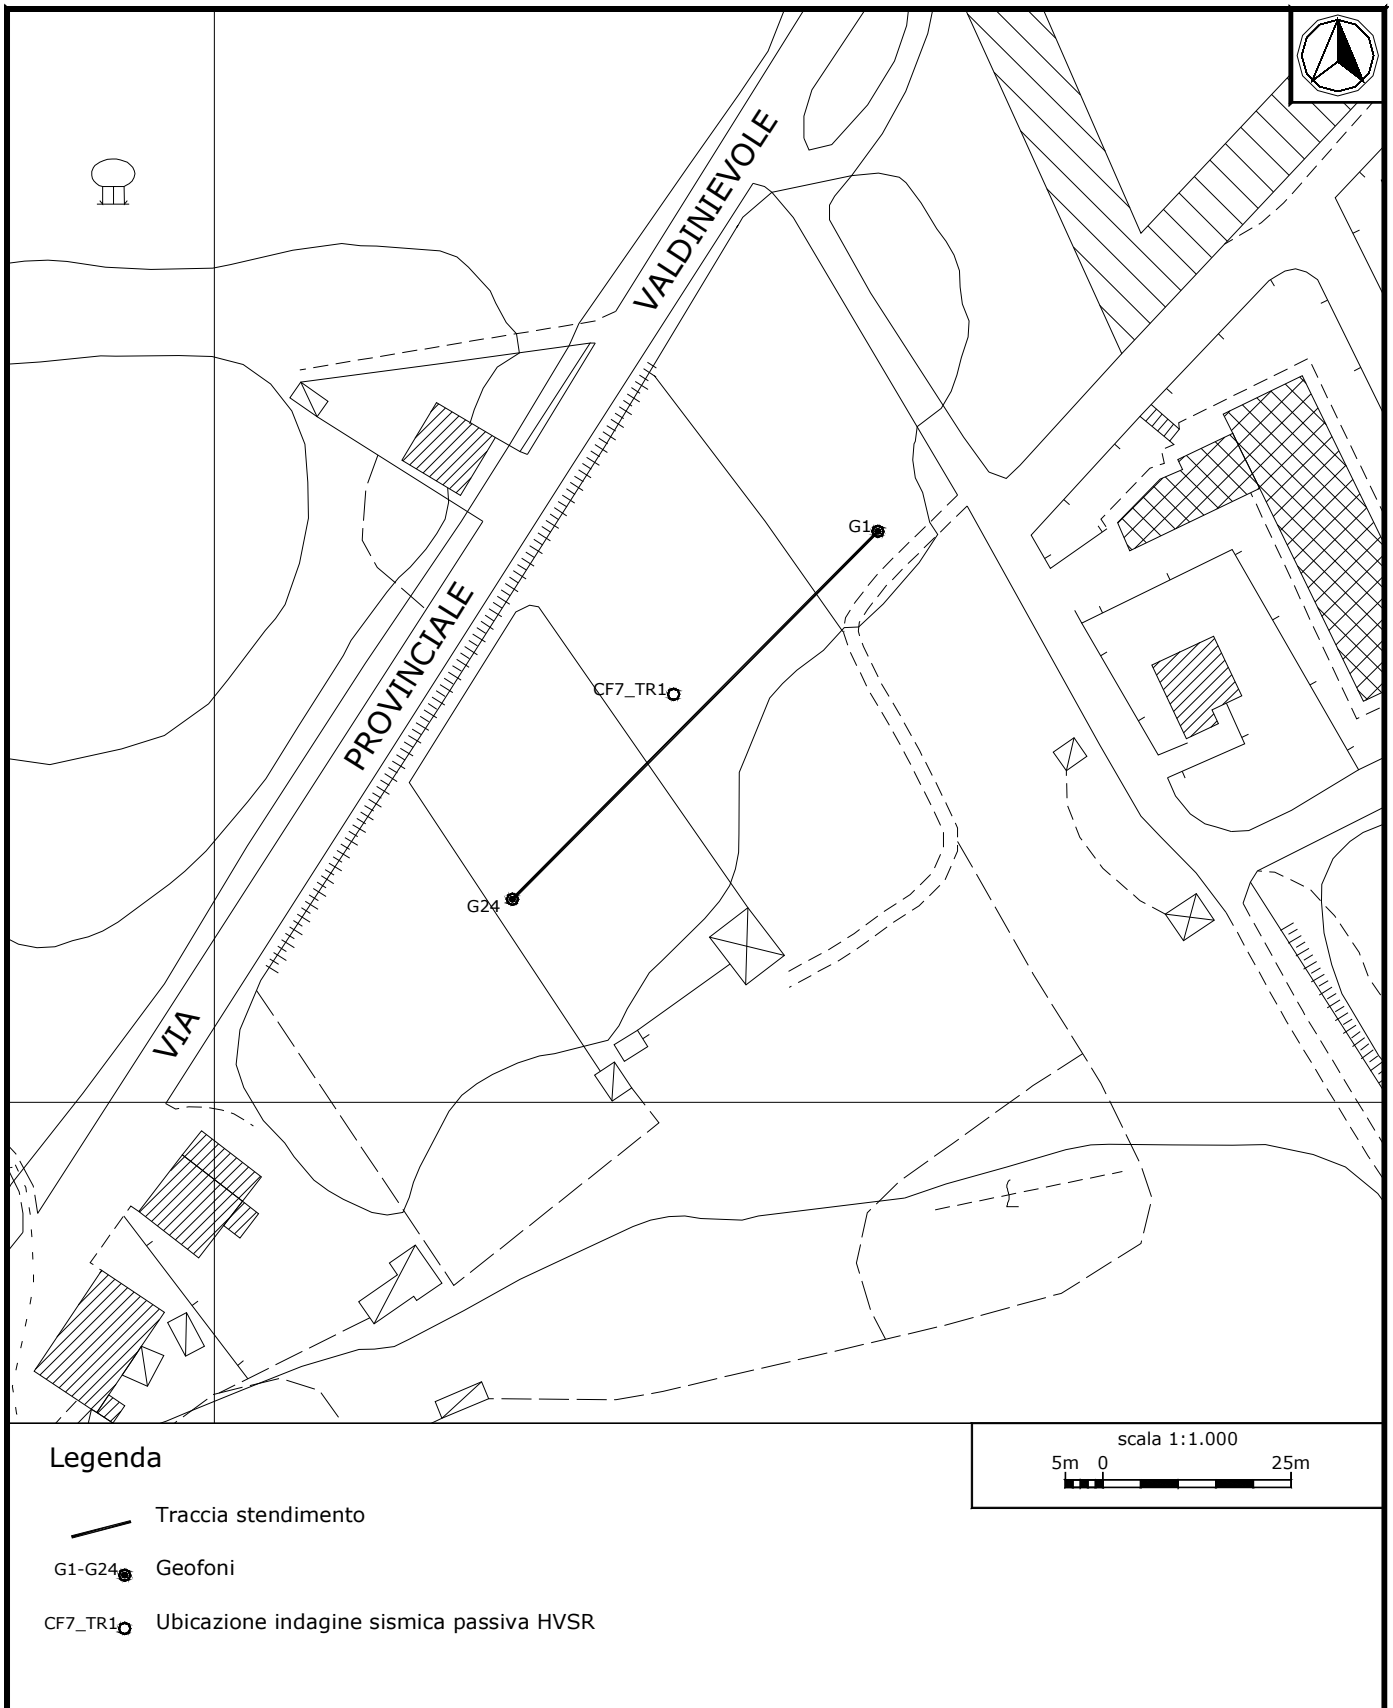 VIA
PROVINCIALE
VALDINIEVOLE
G1
CF7_TR1
G24
Legenda
Traccia stendimento
G1-G24 Geofoni
CF7_TR1 Ubicazione indagine sismica passiva HVSR
scala 1:1.000
5m 0 25m